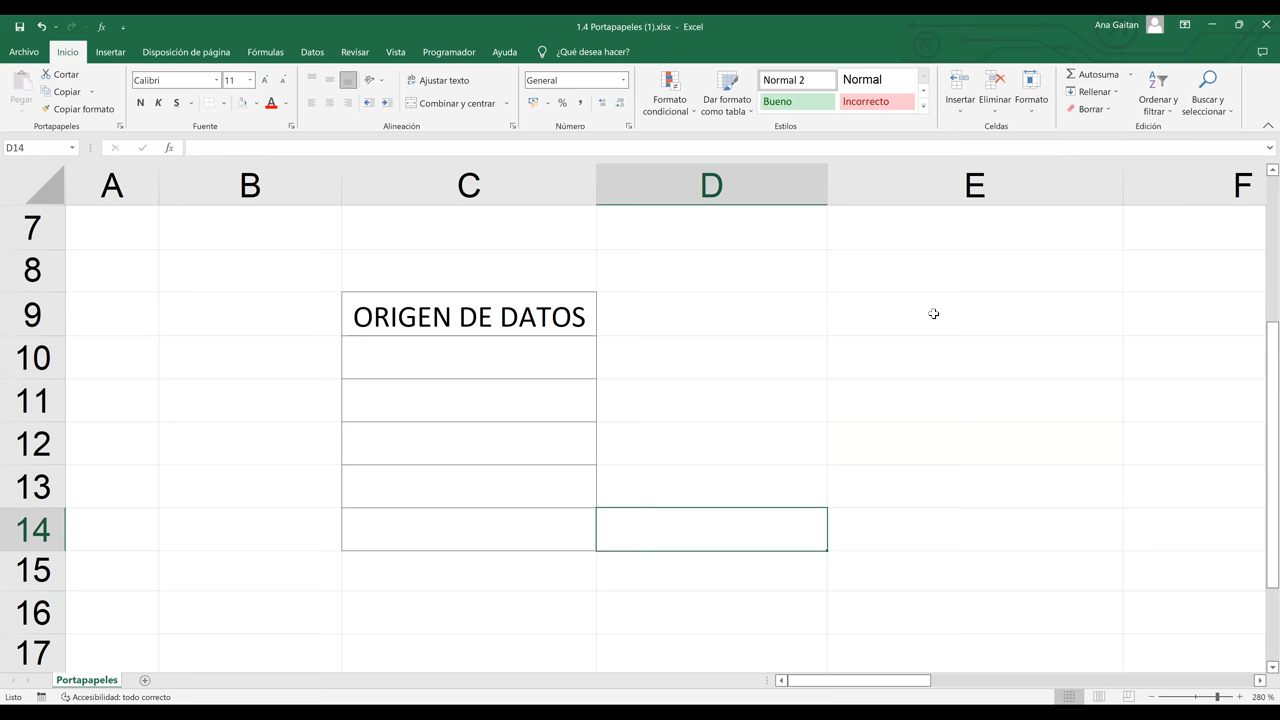 1.4 Portapapeles (1).xlsx - Excel
Ana Gaitan
Archivo Inicio Insertar Disposición de página Fórmulas Datos Revisar Vista Programador Ayuda ¿Qué desea hacer?
Pegar
Cortar
Copiar
Copiar formato
Portapapeles
Calibri 11
N K S
Fuente
Ajustar texto
Combinar y centrar
Alineación
General
%
Número
Formato condicional
Dar formato como tabla
Normal 2 Normal
Bueno Incorrecto
Estilos
Insertar Eliminar Formato
Celdas
Autosuma
Rellenar
Borrar
Ordenar y filtrar
Buscar y seleccionar
Edición
D14 fx
A B C D E F
7
8
9 ORIGEN DE DATOS
10
11
12
13
14
15
16
17
Portapapeles
Listo Accesibilidad: todo correcto 280 %